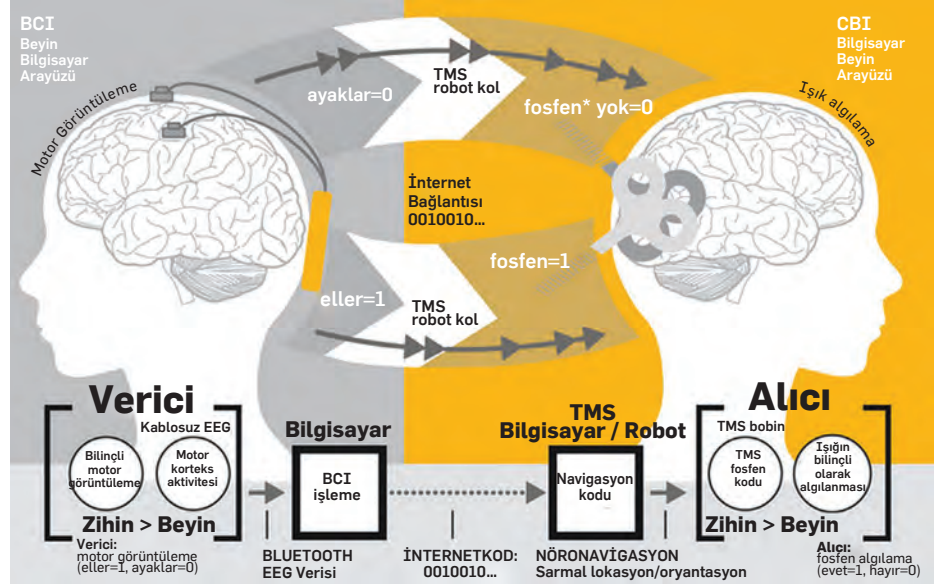 BCI
Beyin
Bilgisayar
Arayüzü
CBI
Bilgisayar
Beyin
Arayüzü
Motor Görüntüleme
Işık algılama
ayaklar=0
TMS
robot kol
fosfen* yok=0
İnternet
Bağlantısı
0010010...
eller=1
TMS
robot kol
fosfen=1
Verici
Kablosuz EEG
Bilinçli
motor
görüntüleme
Motor
korteks
aktivitesi
Zihin > Beyin
Verici:
motor görüntüleme
(eller=1, ayaklar=0)
Bilgisayar
BCI
işleme
BLUETOOTH
EEG Verisi
İNTERNETKOD:
0010010...
TMS
Bilgisayar / Robot
Navigasyon
kodu
NÖRONAVİGASYON
Sarmal lokasyon/oryantasyon
Alıcı
TMS bobin
TMS
fosfen
kodu
Işığın
bilinçli
olarak
algılanması
Zihin > Beyin
Alıcı:
fosfen algılama
(evet=1, hayır=0)